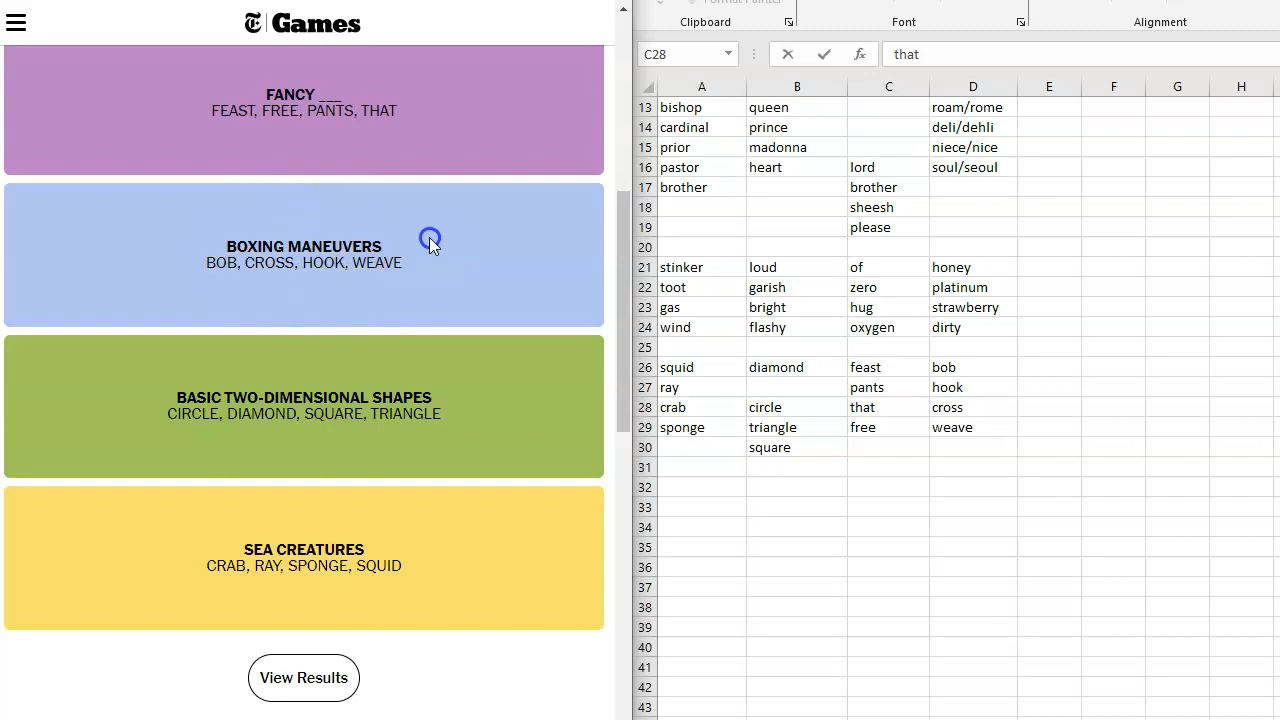 Games
FANCY ___
FEAST, FREE, PANTS, THAT
BOXING MANEUVERS
BOB, CROSS, HOOK, WEAVE
BASIC TWO-DIMENSIONAL SHAPES
CIRCLE, DIAMOND, SQUARE, TRIANGLE
SEA CREATURES
CRAB, RAY, SPONGE, SQUID
View Results
Format Painter
Clipboard Font Alignment
C28 fx that
A B C D E F G H
13 bishop queen roam/rome
14 cardinal prince deli/dehli
15 prior madonna niece/nice
16 pastor heart lord soul/seoul
17 brother brother
18 sheesh
19 please
20
21 stinker loud of honey
22 toot garish zero platinum
23 gas bright hug strawberry
24 wind flashy oxygen dirty
25
26 squid diamond feast bob
27 ray pants hook
28 crab circle that cross
29 sponge triangle free weave
30 square
31
32
33
34
35
36
37
38
39
40
41
42
43